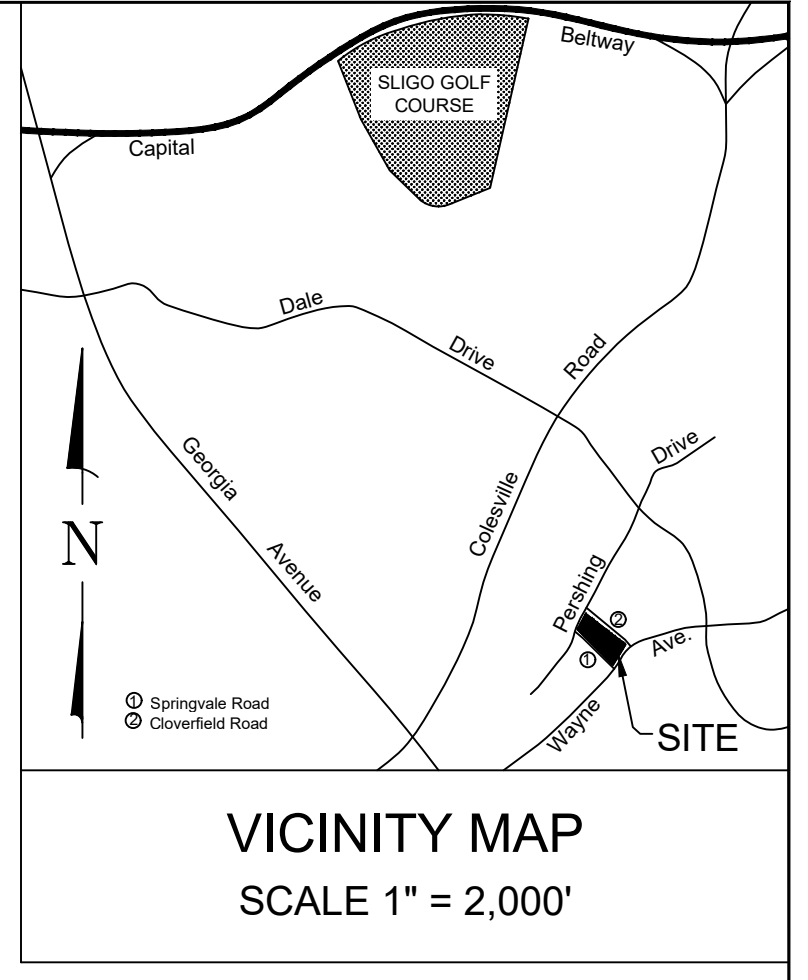 Beltway
SLIGO GOLF
COURSE
Capital
Dale
Drive
Road
Drive
Georgia
Colesville
Avenue
Pershing
②
Ave.
①
① Springvale Road
② Cloverfield Road
Wayne
SITE
N
VICINITY MAP
SCALE 1" = 2,000'